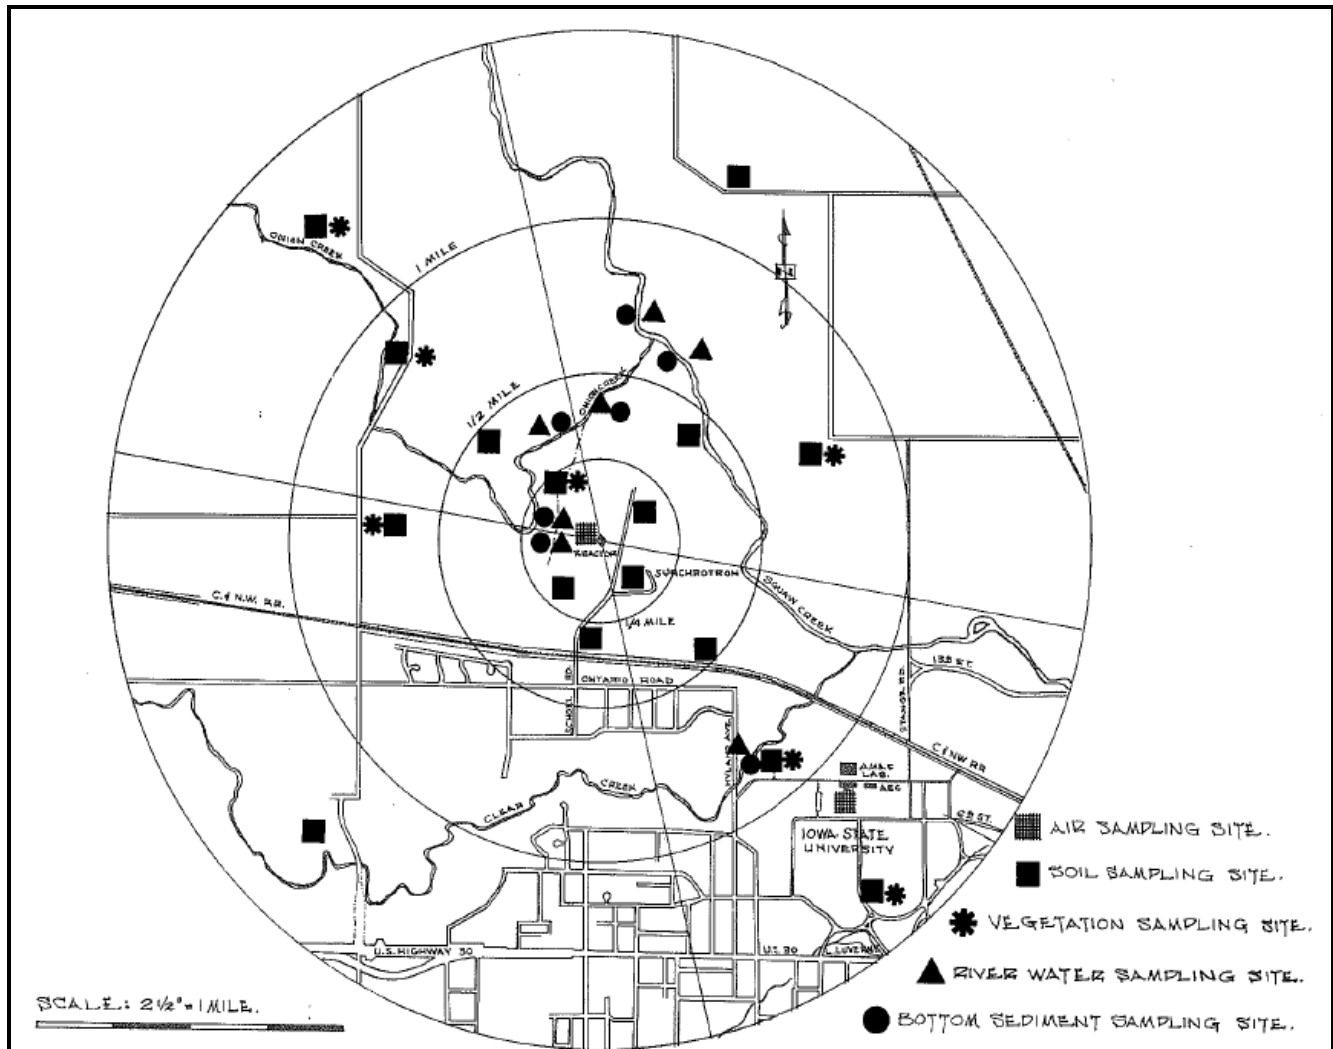 ONION CREEK
1 MILE
1/2 MILE
ONION CREEK
REACTOR
SYNCHROTRON
SQUAW CREEK
1/4 MILE
C. & N.W. RR.
ONTARIO ROAD
SCHOLL RD.
13TH ST.
STANGE RD.
HYLAND AVE.
C & NW RR
AMES
LAB.
AEC
CLEAR CREEK
IOWA STATE
UNIVERSITY
AIR SAMPLING SITE.
SOIL SAMPLING SITE.
VEGETATION SAMPLING SITE.
U.S. HIGHWAY 30
U.S. 30
L. LAVERNE
RIVER WATER SAMPLING SITE.
SCALE: 2 1/2" = 1 MILE.
BOTTOM SEDIMENT SAMPLING SITE.